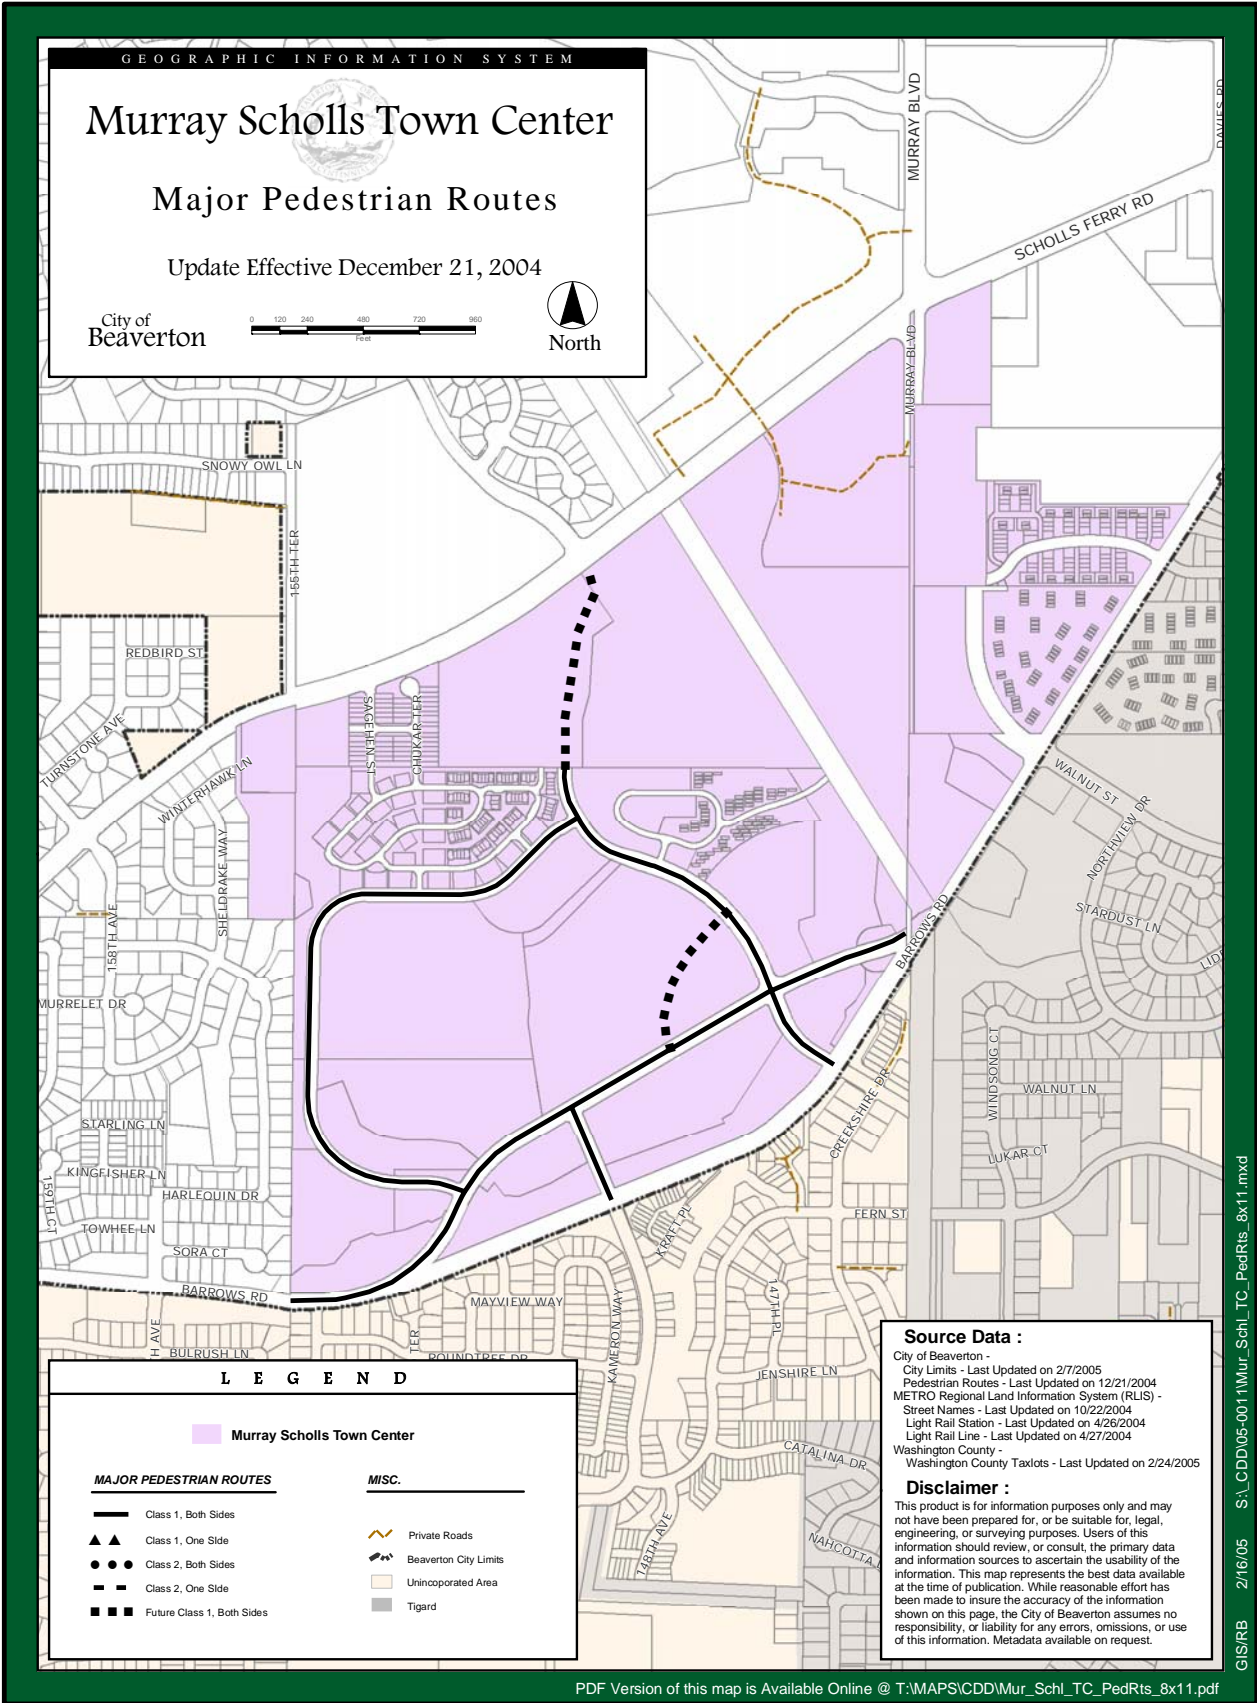 GEOGRAPHIC INFORMATION SYSTEM
Murray Scholls Town Center
Major Pedestrian Routes
Update Effective December 21, 2004
City of
Beaverton
0 120 240 480 720 960
Feet
North
MURRAY BLVD
DAVIES RD
SCHOLLS FERRY RD
MURRAY BLVD
SNOWY OWL LN
155TH TER
REDBIRD ST
TURNSTONE AVE
WINTERHAWK LN
SAGEHEN ST
CHUKAR TER
SHELDRAKE WAY
158TH AVE
MURRELET DR
WALNUT ST
NORTHVIEW DR
STARDUST LN
BARROWS RD
WINDSONG CT
WALNUT LN
CREEKSHIRE DR
LUKAR CT
STARLING LN
KINGFISHER LN
159TH CT
HARLEQUIN DR
TOWHEE LN
SORA CT
BARROWS RD
FERN ST
KRAFT PL
147TH PL
MAYVIEW WAY
KAMERON WAY
BULRUSH LN
TER
ROUNDTREE DR
JENSHIRE LN
CATALINA DR
148TH AVE
NAHCOTTA
LEGEND
Murray Scholls Town Center
MAJOR PEDESTRIAN ROUTES
Class 1, Both Sides
Class 1, One SIde
Class 2, Both Sides
Class 2, One SIde
Future Class 1, Both Sides
MISC.
Private Roads
Beaverton City Limits
Unincoporated Area
Tigard
Source Data :
City of Beaverton -
City Limits - Last Updated on 2/7/2005
Pedestrian Routes - Last Updated on 12/21/2004
METRO Regional Land Information System (RLIS) -
Street Names - Last Updated on 10/22/2004
Light Rail Station - Last Updated on 4/26/2004
Light Rail Line - Last Updated on 4/27/2004
Washington County -
Washington County Taxlots - Last Updated on 2/24/2005
Disclaimer :
This product is for information purposes only and may
not have been prepared for, or be suitable for, legal,
engineering, or surveying purposes. Users of this
information should review, or consult, the primary data
and information sources to ascertain the usability of the
information. This map represents the best data available
at the time of publication. While reasonable effort has
been made to insure the accuracy of the information
shown on this page, the City of Beaverton assumes no
responsibility, or liability for any errors, omissions, or use
of this information. Metadata available on request.
GIS/RB 2/16/05 S:\_CDD\05-0011\Mur_Schl_TC_PedRts_8x11.mxd
PDF Version of this map is Available Online @ T:\MAPS\CDD\Mur_Schl_TC_PedRts_8x11.pdf